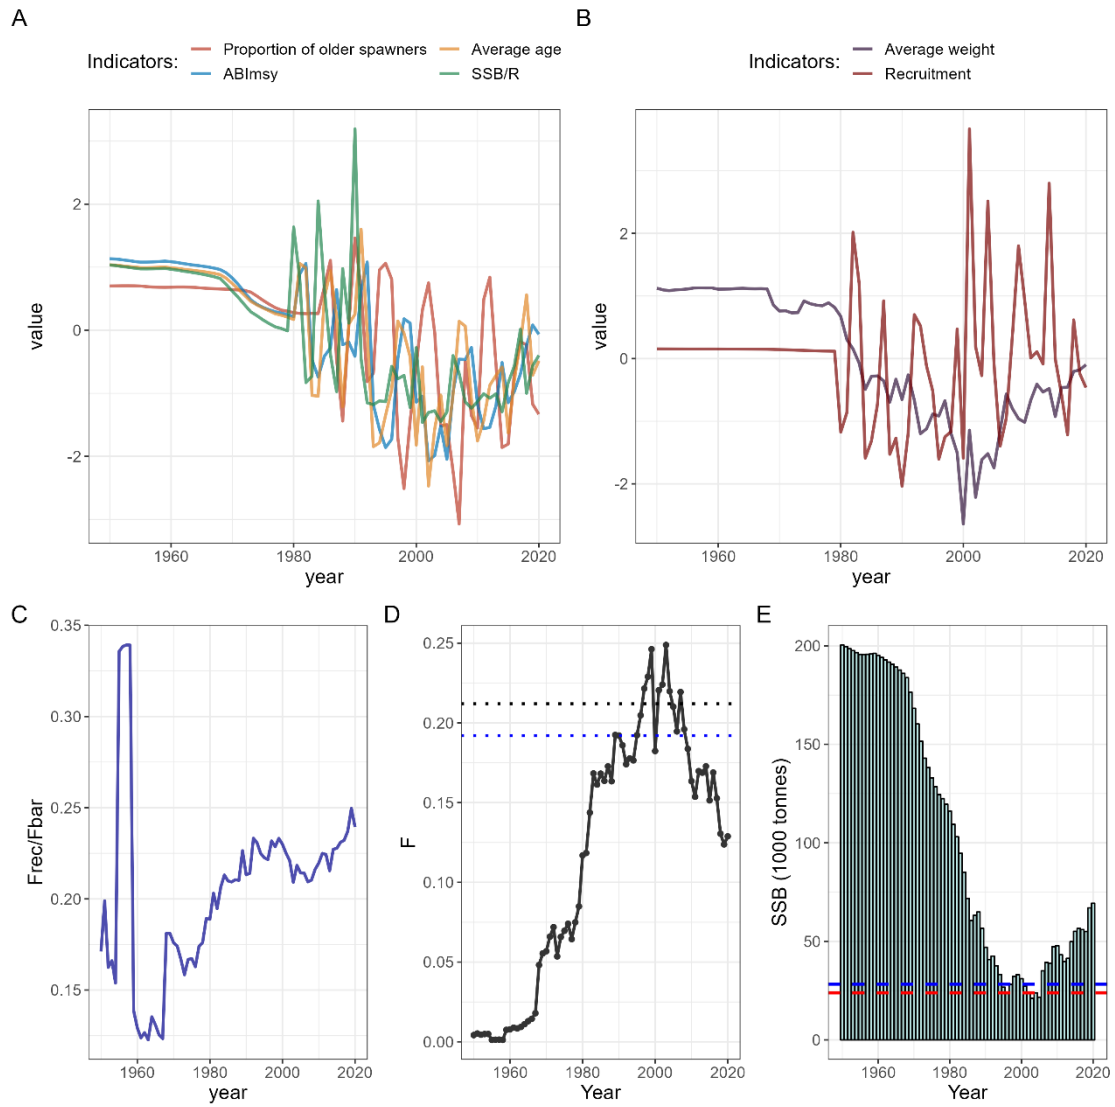 A
B
Indicators:
Proportion of older spawners
Average age
ABImsy
SSB/R
Indicators:
Average weight
Recruitment
value
2
0
-2
1960
1980
2000
2020
year
value
2
0
-2
1960
1980
2000
2020
year
C
D
E
Frec/Fbar
0.35
0.30
0.25
0.20
0.15
1960
1980
2000
2020
year
F
0.25
0.20
0.15
0.10
0.05
0.00
1960
1980
2000
2020
Year
SSB (1000 tonnes)
200
150
100
50
0
1960
1980
2000
2020
Year